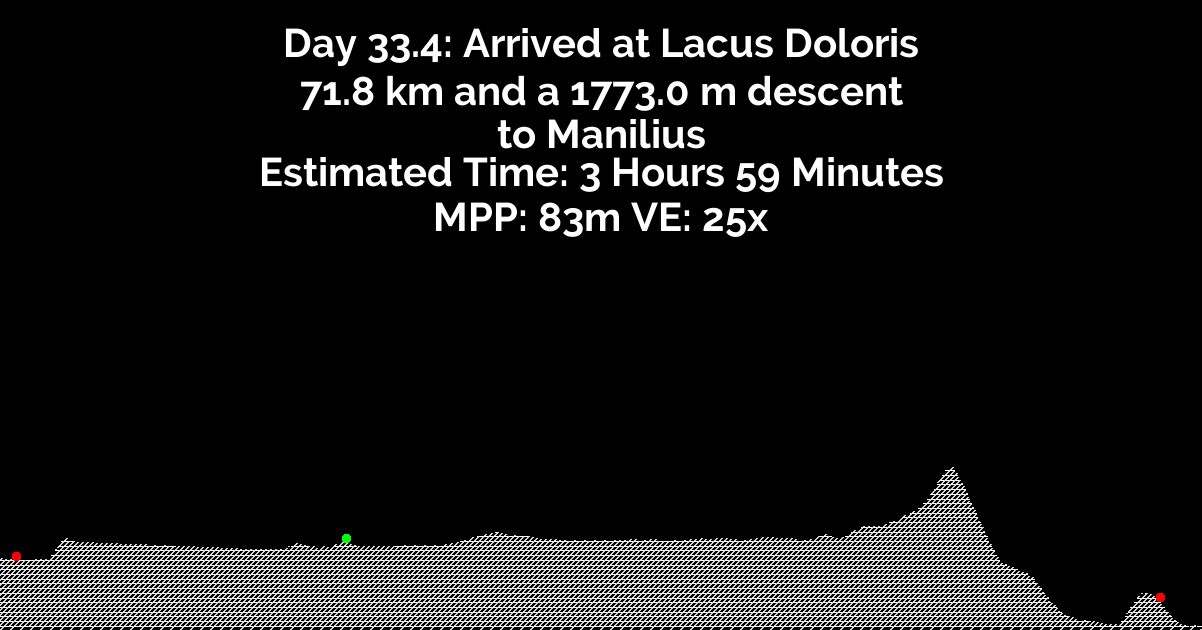 Day 33.4: Arrived at Lacus Doloris
71.8 km and a 1773.0 m descent
to Manilius
Estimated Time: 3 Hours 59 Minutes
MPP: 83m VE: 25x